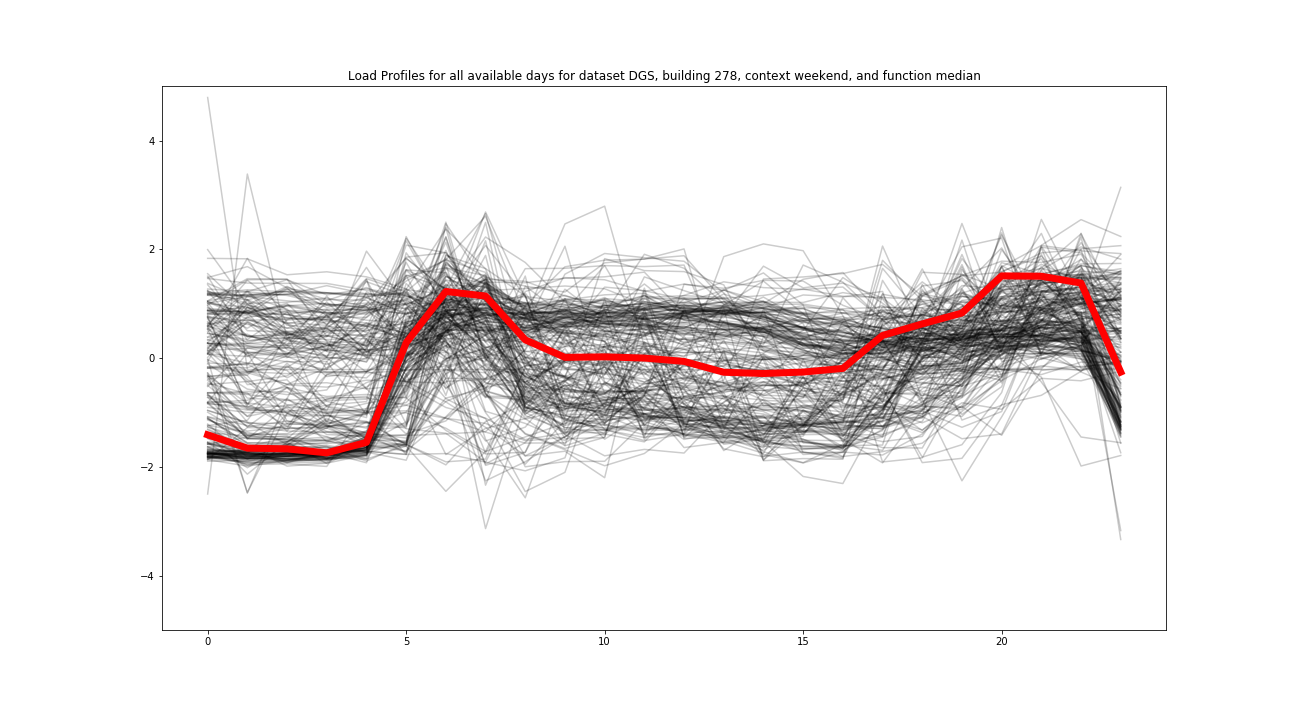 Load Profiles for all available days for dataset DGS, building 278, context weekend, and function median
4
2
0
−2
−4
0 5 10 15 20